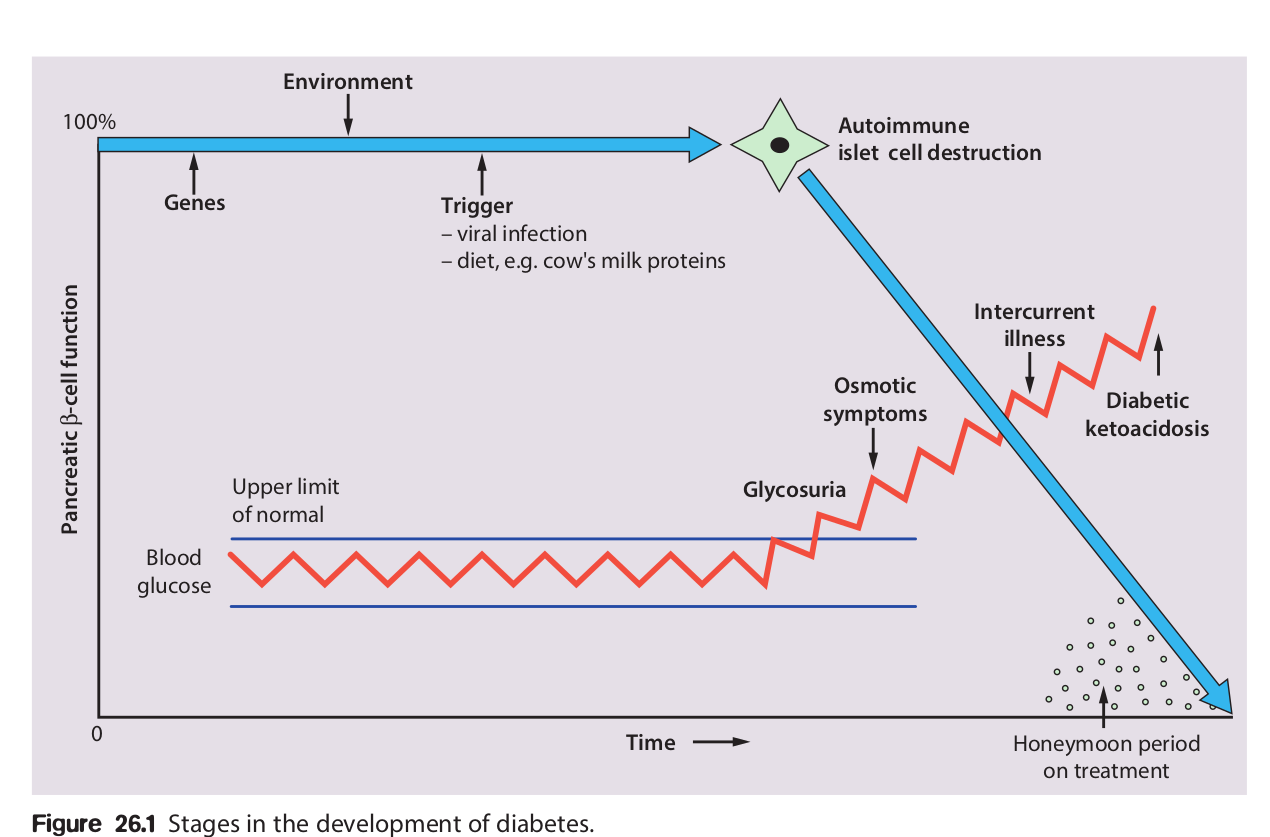 Environment
100%
Autoimmune
islet cell destruction
Genes
Trigger
– viral infection
– diet, e.g. cow's milk proteins
Pancreatic β-cell function
Intercurrent
illness
Osmotic
symptoms
Diabetic
ketoacidosis
Glycosuria
Upper limit
of normal
Blood
glucose
0
Time
Honeymoon period
on treatment
Figure 26.1 Stages in the development of diabetes.